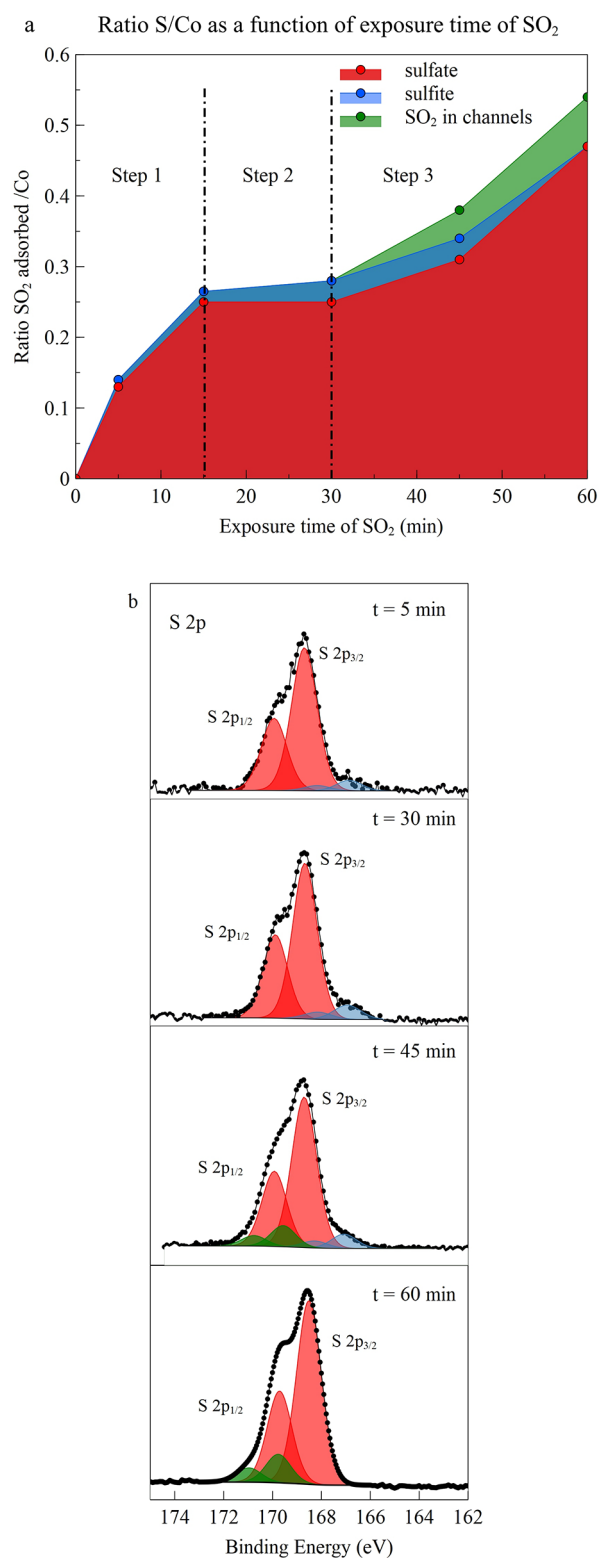 a
Ratio S/Co as a function of exposure time of SO₂
0.6
0.5
0.4
0.3
0.2
0.1
0
Ratio SO₂ adsorbed /Co
sulfate
sulfite
SO₂ in channels
Step 1
Step 2
Step 3
0 10 20 30 40 50 60
Exposure time of SO₂ (min)
b
S 2p
t = 5 min
S 2p₃/₂
S 2p₁/₂
t = 30 min
S 2p₃/₂
S 2p₁/₂
t = 45 min
S 2p₃/₂
S 2p₁/₂
t = 60 min
S 2p₃/₂
S 2p₁/₂
174 172 170 168 166 164 162
Binding Energy (eV)